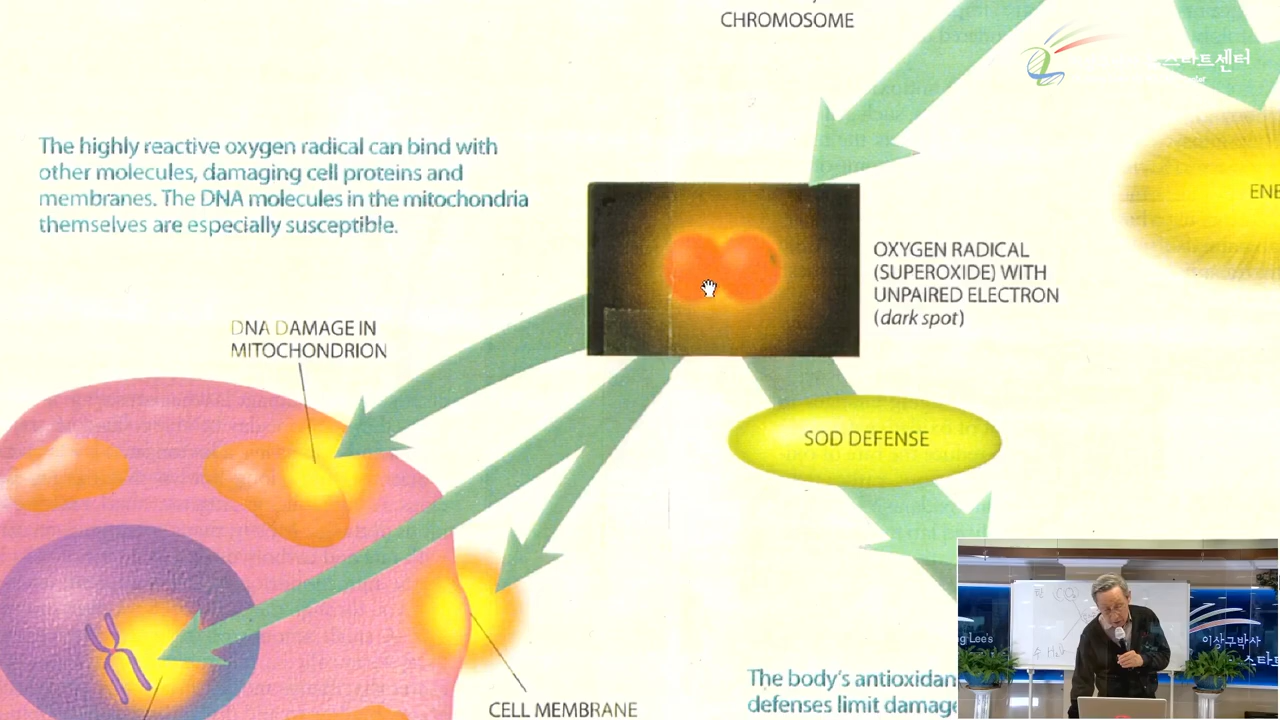 CHROMOSOME
스타트센터
The highly reactive oxygen radical can bind with
other molecules, damaging cell proteins and
membranes. The DNA molecules in the mitochondria
themselves are especially susceptible.
ENE
OXYGEN RADICAL
(SUPEROXIDE) WITH
UNPAIRED ELECTRON
(dark spot)
DNA DAMAGE IN
MITOCHONDRION
SOD DEFENSE
The body's antioxidan
defenses limit damage
CELL MEMBRANE
CO₂
g Lee's
이상구박사
스타트